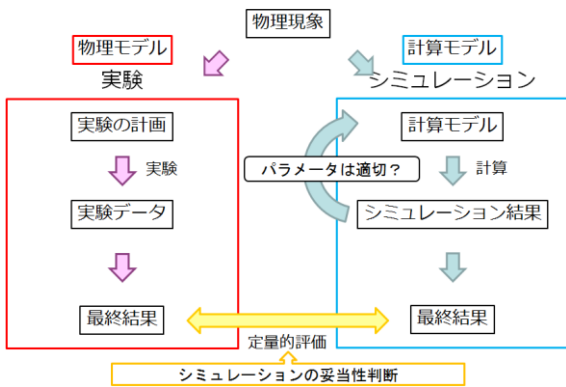 物理現象
物理モデル
計算モデル
実験
シミュレーション
実験の計画
計算モデル
実験
パラメータは適切？
計算
実験データ
シミュレーション結果
最終結果
最終結果
定量的評価
シミュレーションの妥当性判断